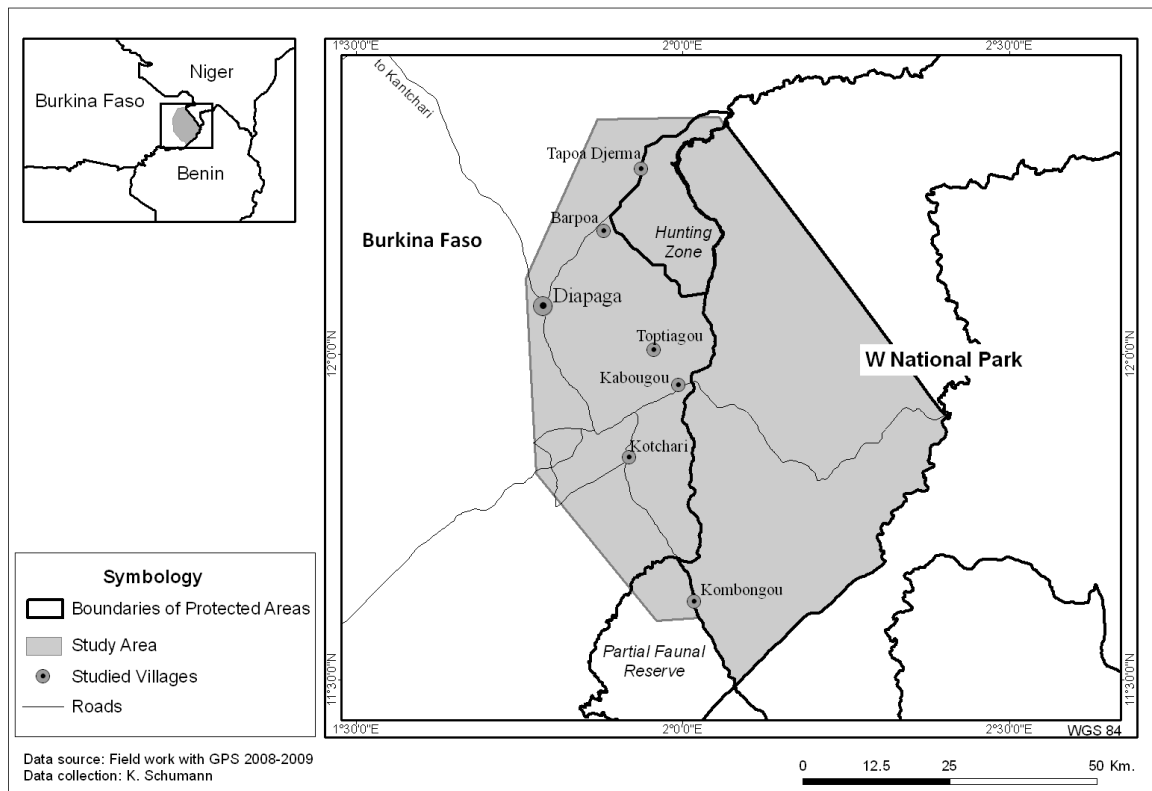 Niger
Burkina Faso
Benin
1°30'0"E
2°0'0"E
2°30'0"E
to Kantchari
Tapoa Djerma
Barpoa
Burkina Faso
Hunting
Zone
Diapaga
Toptiagou
12°0'0"N
12°0'0"N
W National Park
Kabougou
Kotchari
Kombongou
Partial Faunal
Reserve
11°30'0"N
11°30'0"N
1°30'0"E
2°0'0"E
2°30'0"E
WGS 84
Symbology
Boundaries of Protected Areas
Study Area
Studied Villages
Roads
Data source: Field work with GPS 2008-2009
Data collection: K. Schumann
0 12.5 25 50 Km.